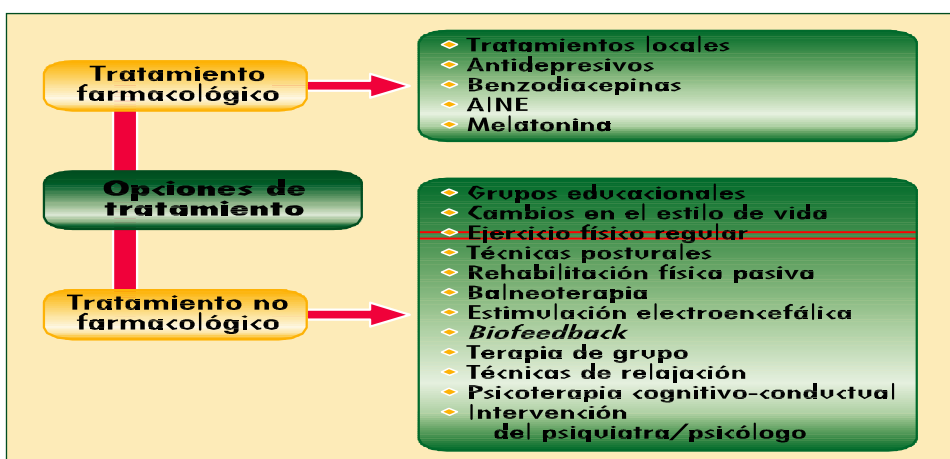 Tratamiento
farmacológico
Tratamientos locales
Antidepresivos
Benzodiacepinas
AINE
Melatonina
Opciones de
tratamiento
Tratamiento no
farmacológico
Grupos educacionales
Cambios en el estilo de vida
Ejercicio físico regular
Técnicas posturales
Rehabilitación física pasiva
Balneoterapia
Estimulación electroencefálica
Biofeedback
Terapia de grupo
Técnicas de relajación
Psicoterapia cognitivo-conductual
Intervención
del psiquiatra/psicólogo